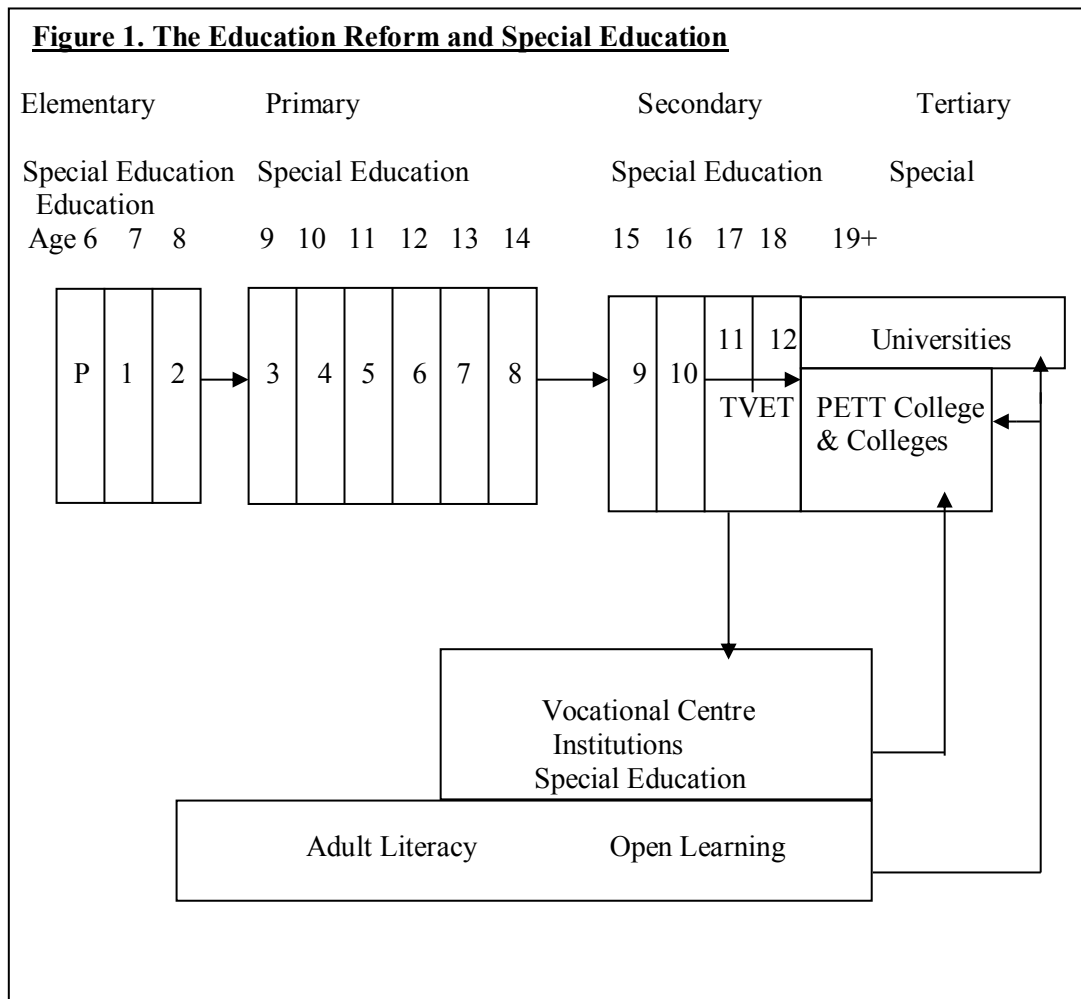 Figure 1. The Education Reform and Special Education
Elementary Primary Secondary Tertiary
Special Education Special Education Special Education Special
Education
Age 6 7 8 9 10 11 12 13 14 15 16 17 18 19+
P 1 2 3 4 5 6 7 8 9 10 11 12 Universities
TVET PETT College
& Colleges
Vocational Centre
Institutions
Special Education
Adult Literacy Open Learning